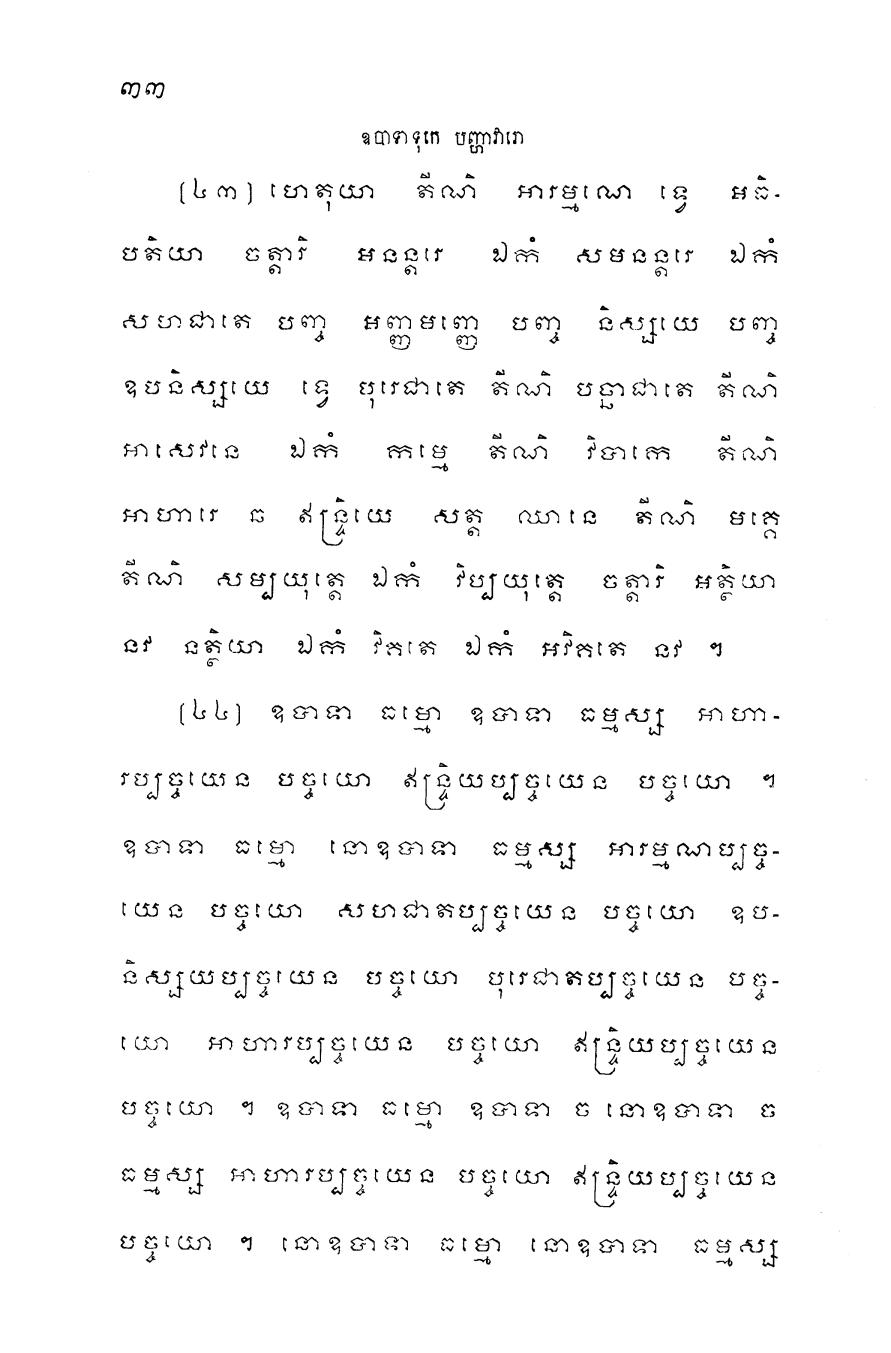 ៣៣
ឧបាទាទុកេ បញ្ហាវារោ
(៤៣) ហេតុយា តីណិ អារម្មណេ ទ្វេ អធិ-
បតិយា ចត្តារិ អនន្តរេ ឯកំ សមនន្តរេ ឯកំ
សហជាតេ បញ្ច អញ្ញមញ្ញេ បញ្ច និស្សយេ បញ្ច
ឧបនិស្សយេ ទ្វេ បុរេជាតេ តីណិ បច្ឆាជាតេ តីណិ
អាសេវនេ ឯកំ កម្មេ តីណិ វិបាកេ តីណិ
អាហារេ ឆ ឥន្ទ្រិយេ សត្ត ឈានេ តីណិ មគ្គេ
តីណិ សម្បយុត្តេ ឯកំ វិប្បយុត្តេ ចត្តារិ អត្ថិយា
នវ នត្ថិយា ឯកំ វិគតេ ឯកំ អវិគតេ នវ ។
(៤៤) ឧបាទា ធម្មោ ឧបាទា ធម្មស្ស អាហា-
រប្បច្ចយេន បច្ចយោ ឥន្ទ្រិយប្បច្ចយេន បច្ចយោ ។
ឧបាទា ធម្មោ នោឧបាទា ធម្មស្ស អារម្មណប្បច្ច-
យេន បច្ចយោ សហជាតប្បច្ចយេន បច្ចយោ ឧប-
និស្សយប្បច្ចយេន បច្ចយោ បុរេជាតប្បច្ចយេន បច្ច-
យោ អាហារប្បច្ចយេន បច្ចយោ ឥន្ទ្រិយប្បច្ចយេន
បច្ចយោ ។ ឧបាទា ធម្មោ ឧបាទា ច នោឧបាទា ច
ធម្មស្ស អាហារប្បច្ចយេន បច្ចយោ ឥន្ទ្រិយប្បច្ចយេន
បច្ចយោ ។ នោឧបាទា ធម្មោ នោឧបាទា ធម្មស្ស